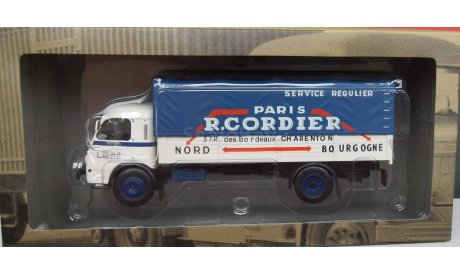 SERVICE REGULIER
PARIS
R.CORDIER
37.R. des Bordeaux CHARENTON
NORD BOURGOGNE